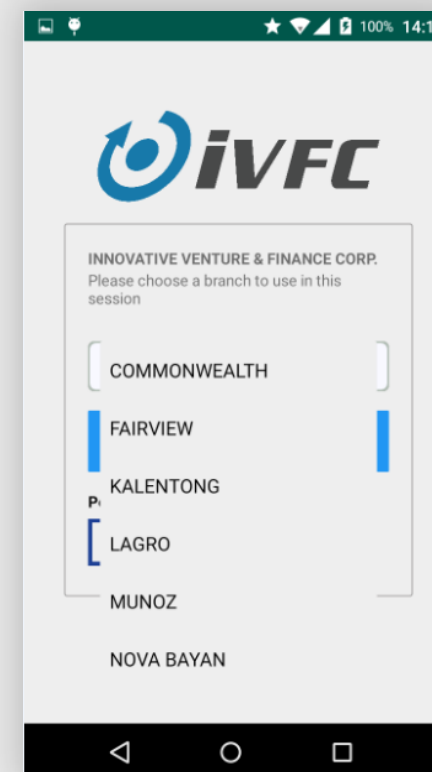 100% 14:1
iVFC
INNOVATIVE VENTURE & FINANCE CORP.
Please choose a branch to use in this
session
COMMONWEALTH
FAIRVIEW
KALENTONG
P
LAGRO
MUNOZ
NOVA BAYAN